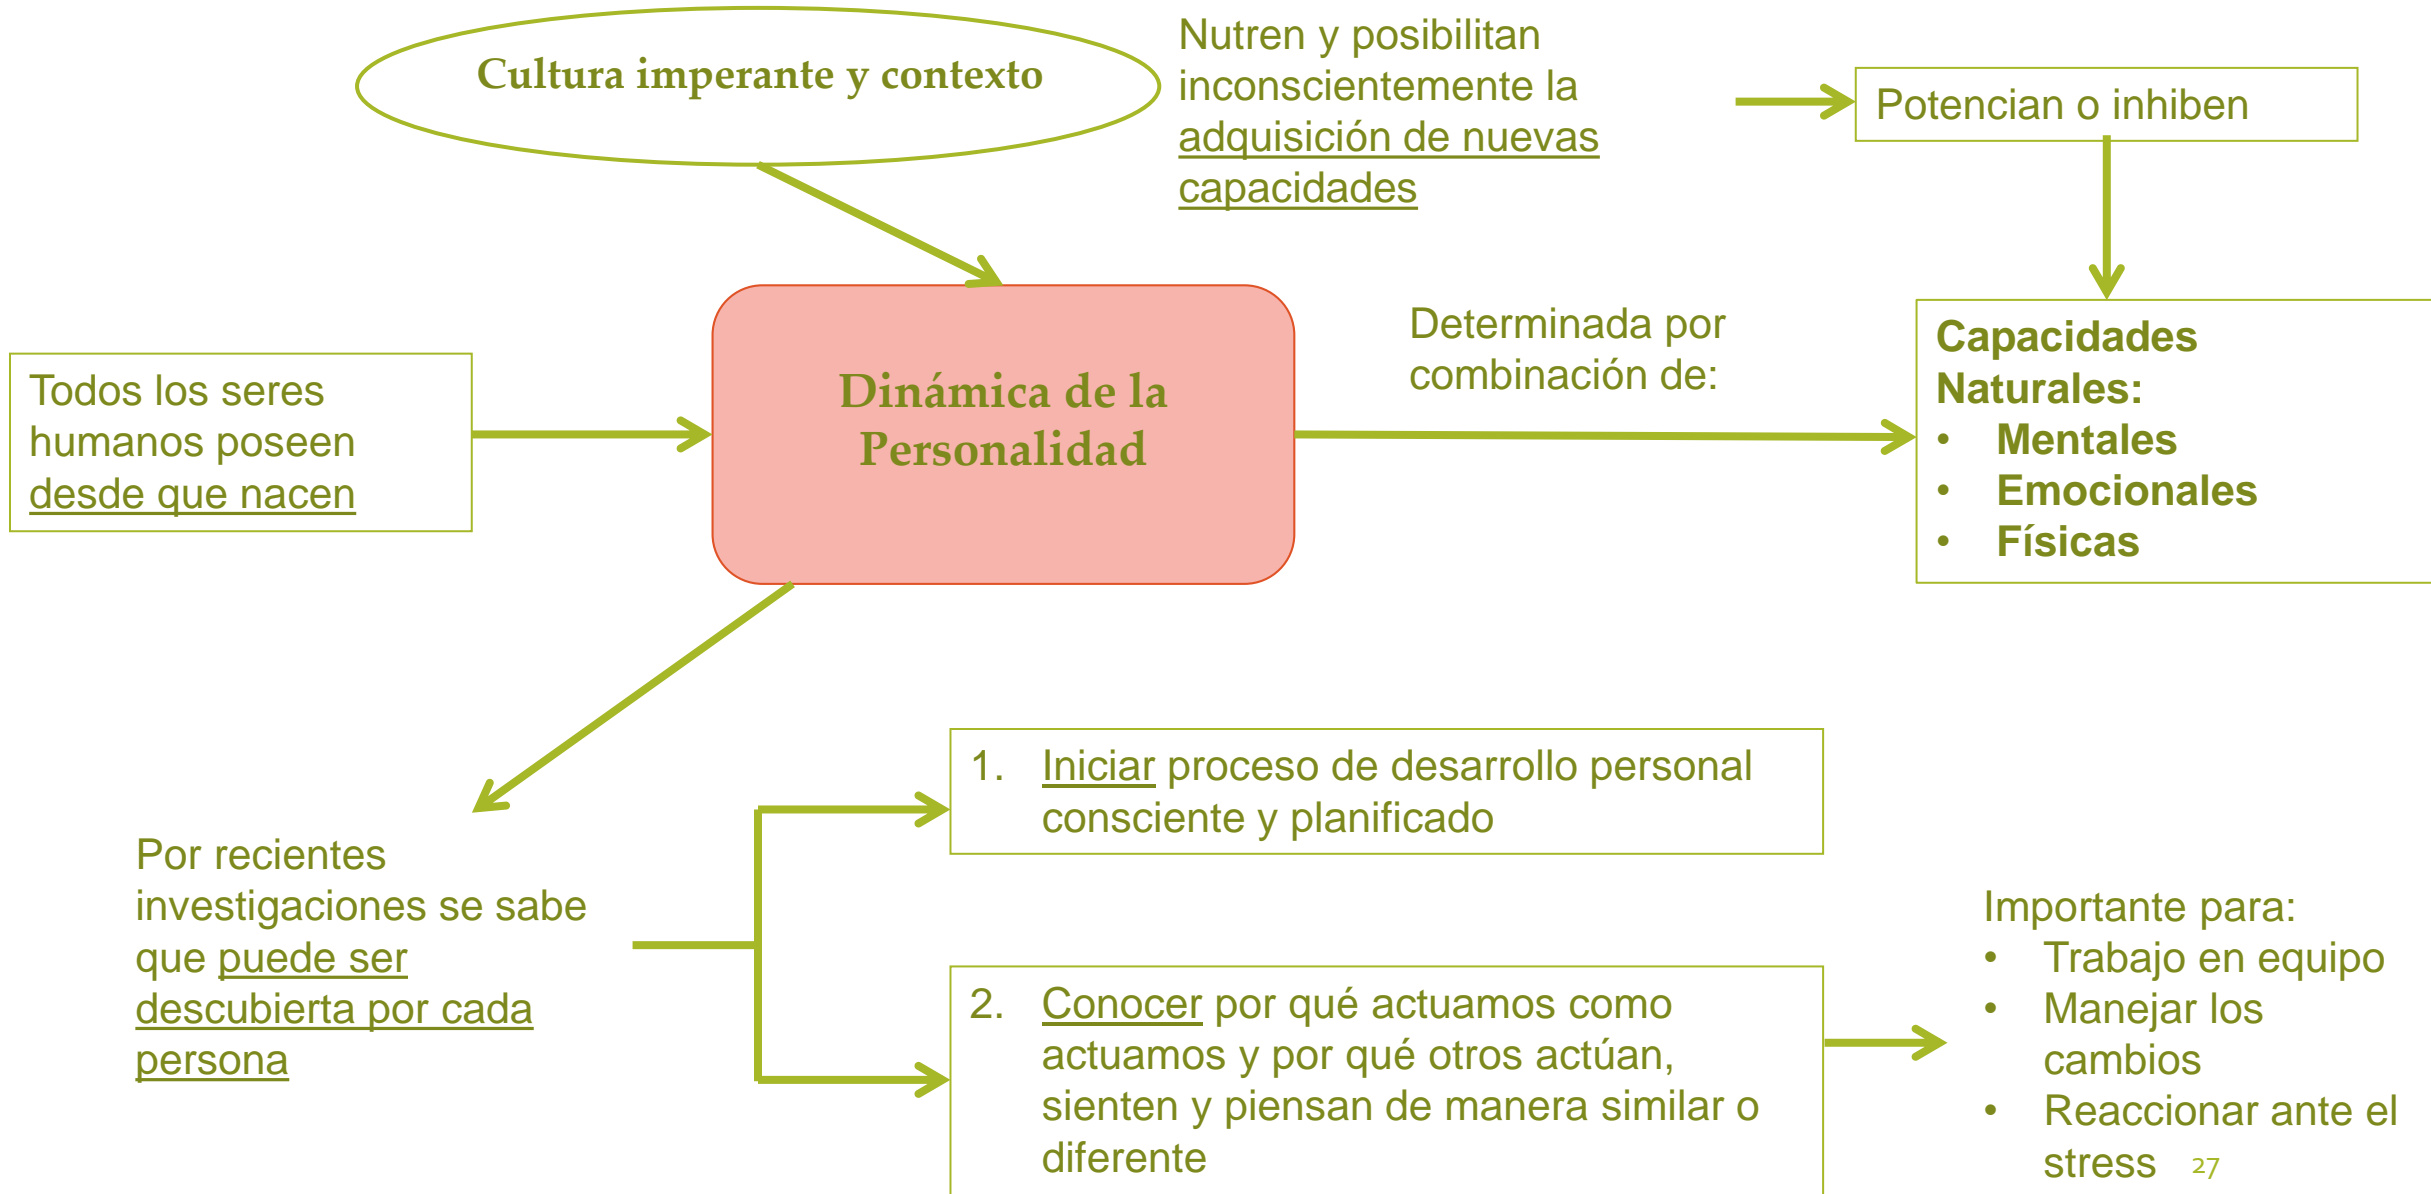 Cultura imperante y contexto
Nutren y posibilitan
inconscientemente la
adquisición de nuevas
capacidades
Potencian o inhiben
Todos los seres
humanos poseen
desde que nacen
Dinámica de la
Personalidad
Determinada por
combinación de:
Capacidades
Naturales:
• Mentales
• Emocionales
• Físicas
Por recientes
investigaciones se sabe
que puede ser
descubierta por cada
persona
1. Iniciar proceso de desarrollo personal
consciente y planificado
2. Conocer por qué actuamos como
actuamos y por qué otros actúan,
sienten y piensan de manera similar o
diferente
Importante para:
• Trabajo en equipo
• Manejar los
cambios
• Reaccionar ante el
stress
27